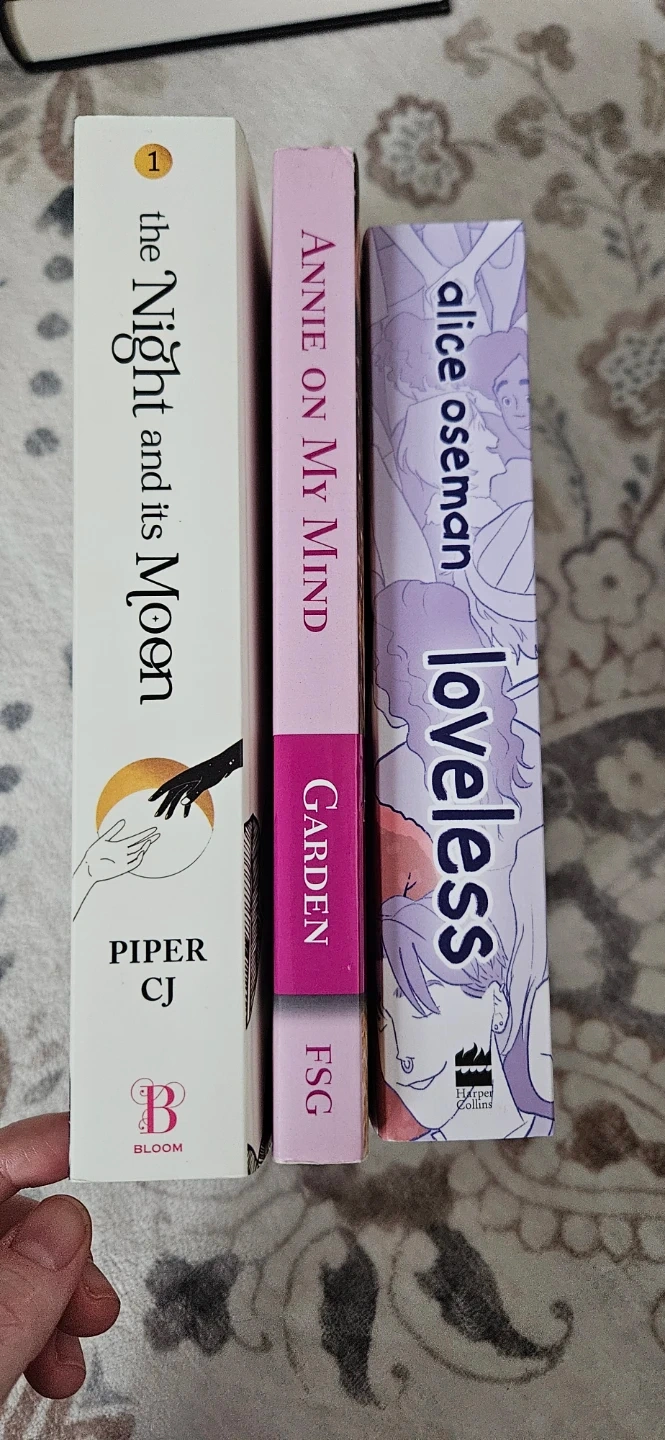 1
the Night and its Moon
PIPER
CJ
B
BLOOM
ANNIE ON MY MIND
GARDEN
FSG
alice oseman
loveless
Harper
Collins